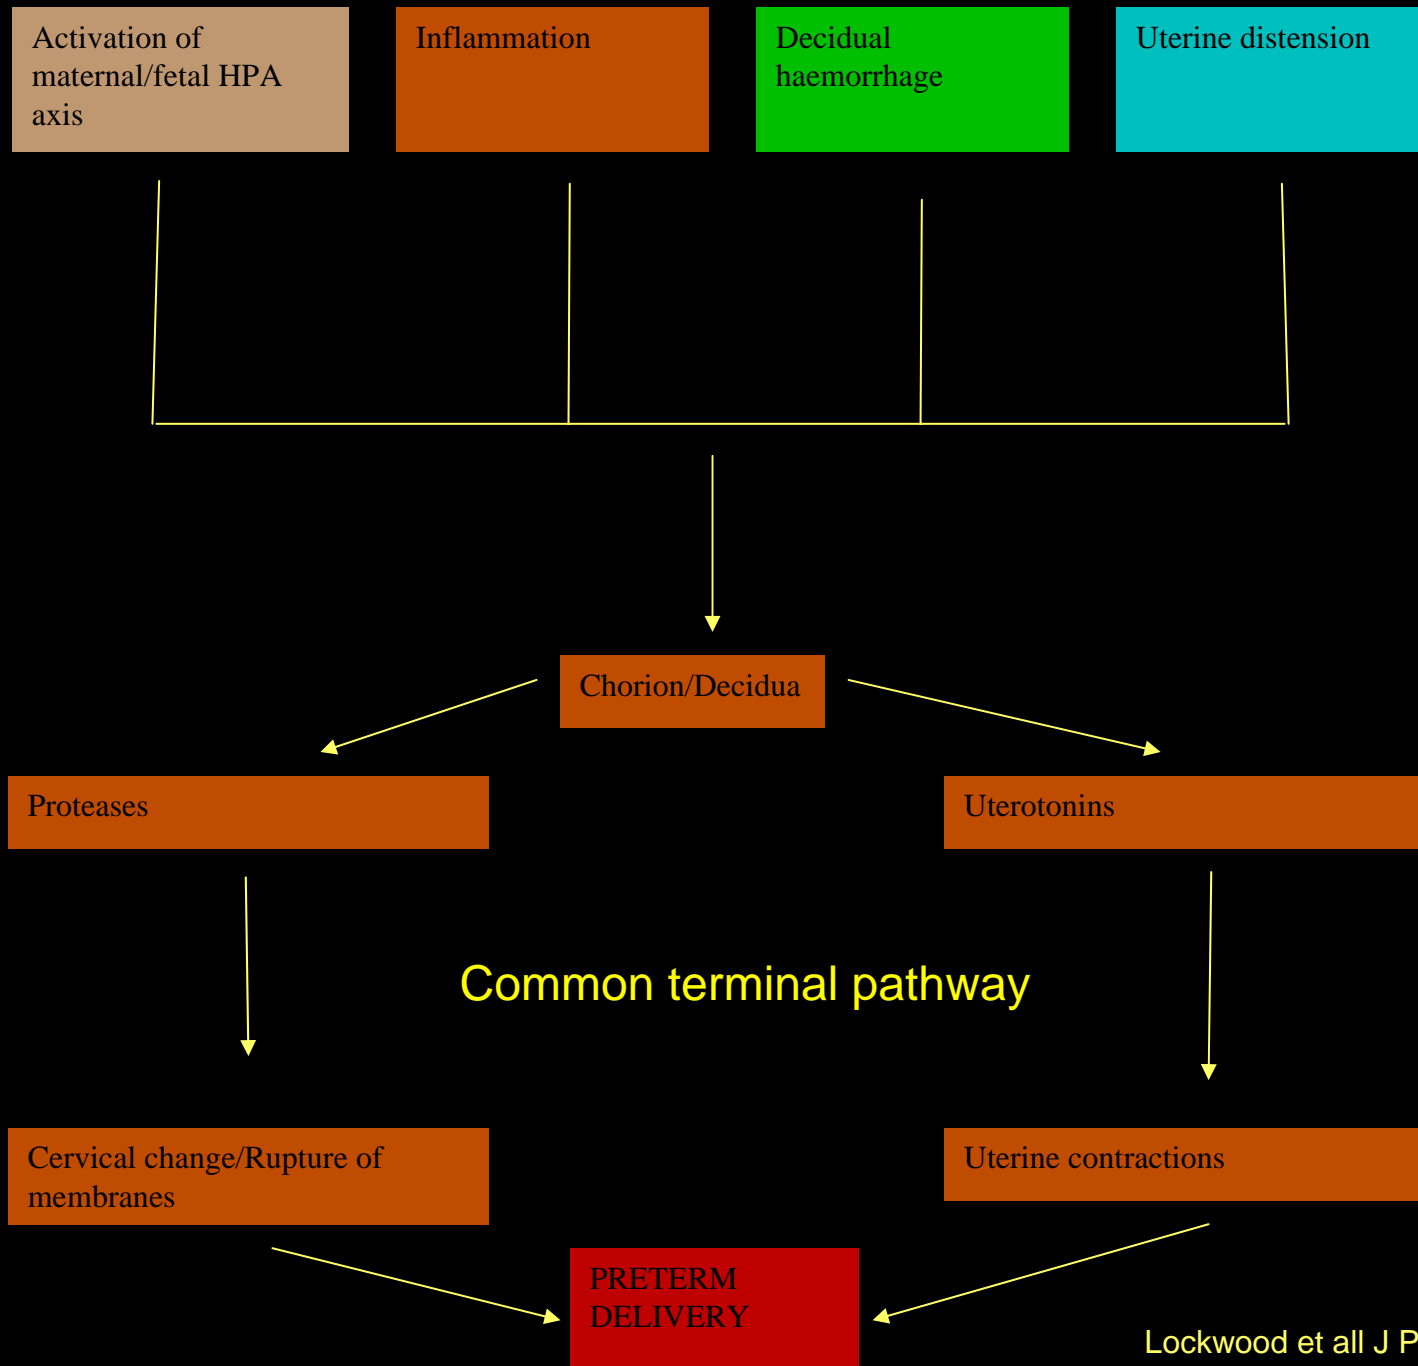 Activation of
maternal/fetal HPA
axis
Inflammation
Decidual
haemorrhage
Uterine distension
Chorion/Decidua
Proteases
Uterotonins
Common terminal pathway
Cervical change/Rupture of
membranes
Uterine contractions
PRETERM
DELIVERY
Lockwood et all J P